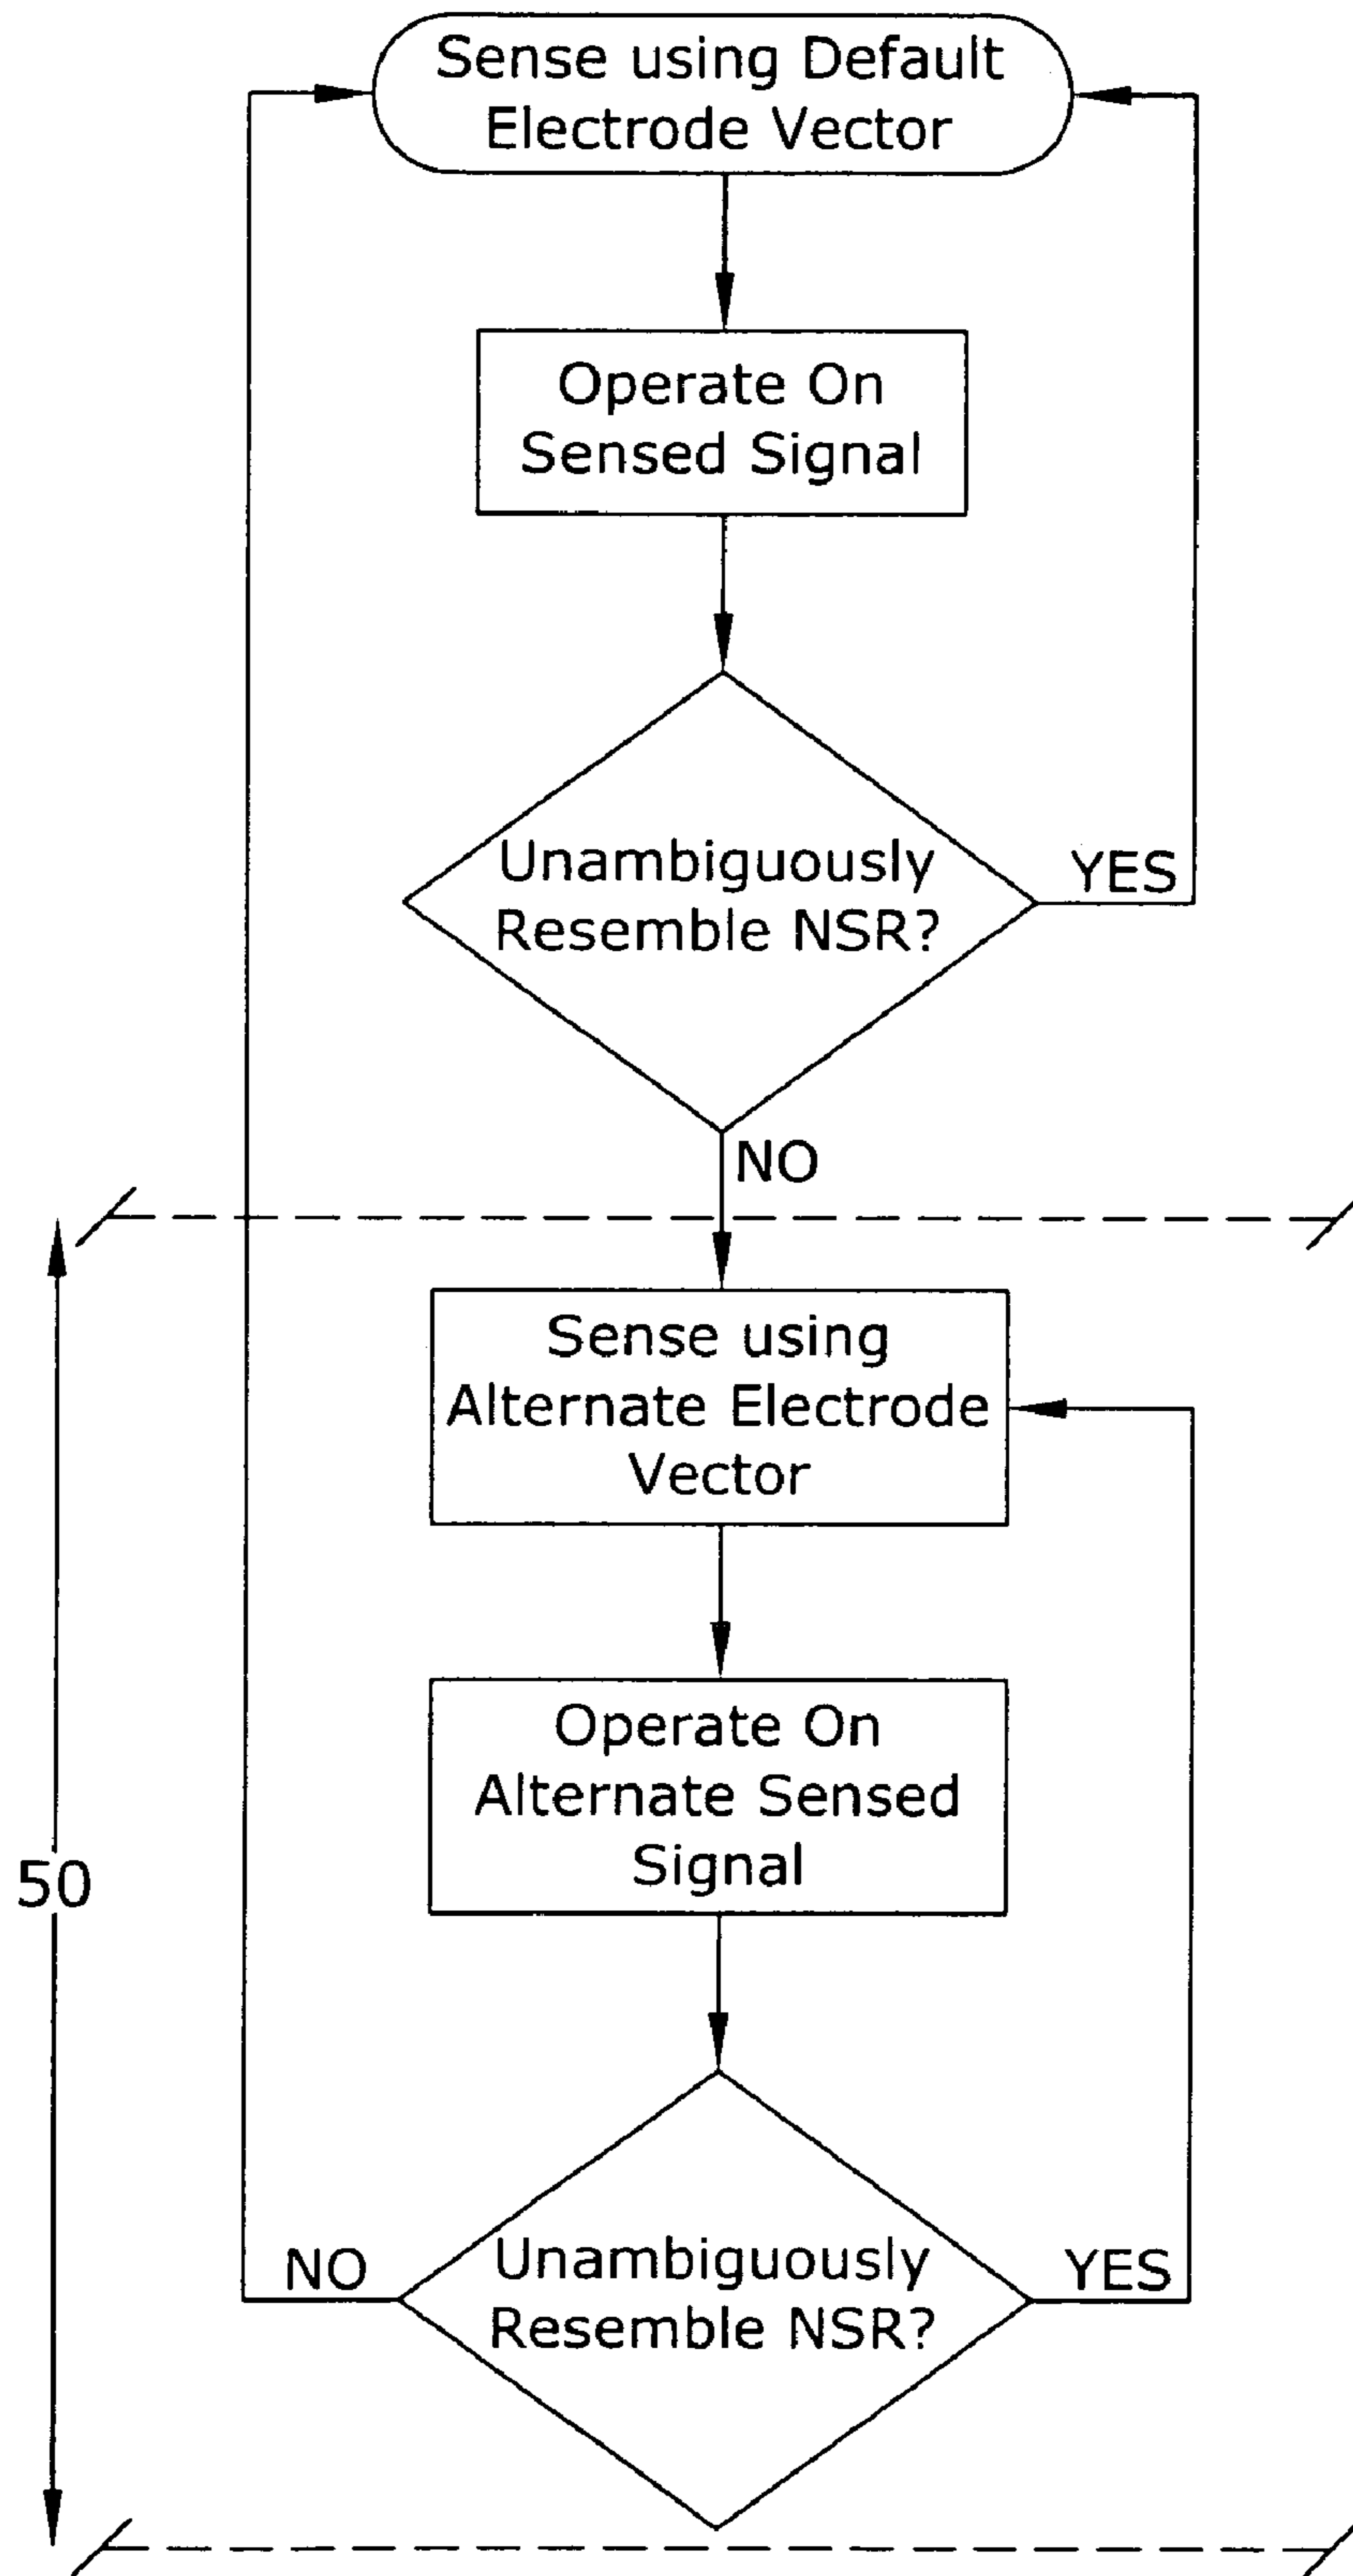 Sense using Default
Electrode Vector
Operate On
Sensed Signal
Unambiguously
Resemble NSR?
YES
NO
Sense using
Alternate Electrode
Vector
Operate On
Alternate Sensed
Signal
50
Unambiguously
Resemble NSR?
NO
YES